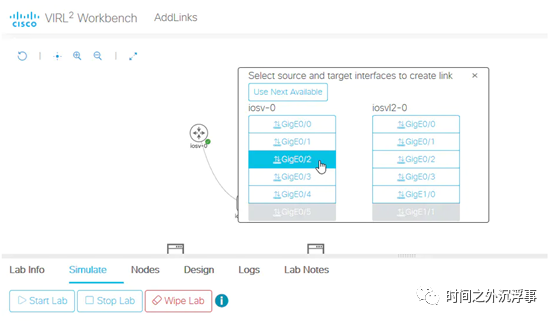 CISCO VIRL² Workbench AddLinks
Select source and target interfaces to create link
Use Next Available
iosv-0 iosvl2-0
GigE0/0 GigE0/0
GigE0/1 GigE0/1
GigE0/2 GigE0/2
GigE0/3 GigE0/3
GigE0/4 GigE1/0
GigE0/5 GigE1/1
iosv-0
Lab Info Simulate Nodes Design Logs Lab Notes
Start Lab Stop Lab Wipe Lab
时间之外沉浮事